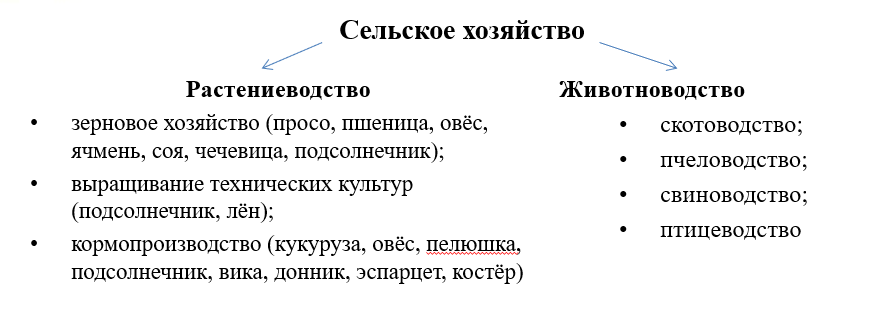 Сельское хозяйство
Растениеводство
• зерновое хозяйство (просо, пшеница, овёс,
ячмень, соя, чечевица, подсолнечник);
• выращивание технических культур
(подсолнечник, лён);
• кормопроизводство (кукуруза, овёс, пелюшка,
подсолнечник, вика, донник, эспарцет, костёр)
Животноводство
• скотоводство;
• пчеловодство;
• свиноводство;
• птицеводство